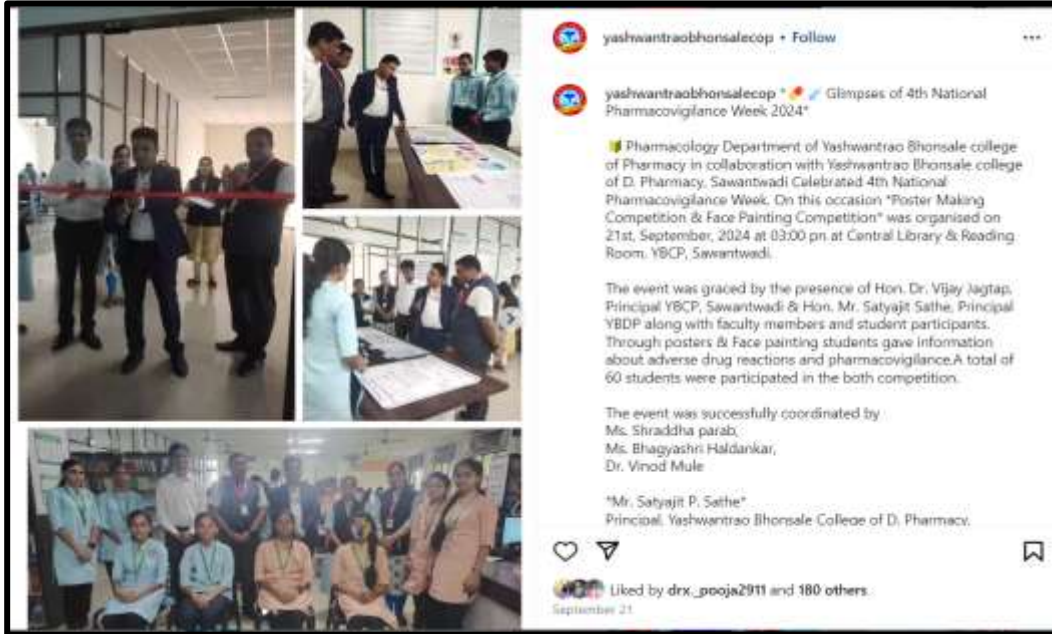 yashwantraobhonsalecop • Follow
yashwantraobhonsalecop *💊💉 Glimpses of 4th National
Pharmacovigilance Week 2024*
🔰 Pharmacology Department of Yashwantrao Bhonsale college
of Pharmacy in collaboration with Yashwantrao Bhonsale college
of D. Pharmacy, Sawantwadi Celebrated 4th National
Pharmacovigilance Week. On this occasion *Poster Making
Competition & Face Painting Competition* was organised on
21st, September, 2024 at 03:00 pn at Central Library & Reading
Room, YBCP, Sawantwadi.
The event was graced by the presence of Hon. Dr. Vijay Jagtap,
Principal YBCP, Sawantwadi & Hon. Mr. Satyajit Sathe, Principal
YBDP along with faculty members and student participants.
Through posters & Face painting students gave information
about adverse drug reactions and pharmacovigilance.A total of
60 students were participated in the both competition.
The event was successfully coordinated by
Ms. Shraddha parab,
Ms. Bhagyashri Haldankar,
Dr. Vinod Mule
*Mr. Satyajit P. Sathe*
Principal, Yashwantrao Bhonsale College of D. Pharmacy,
Liked by drx._pooja2911 and 180 others
September 21